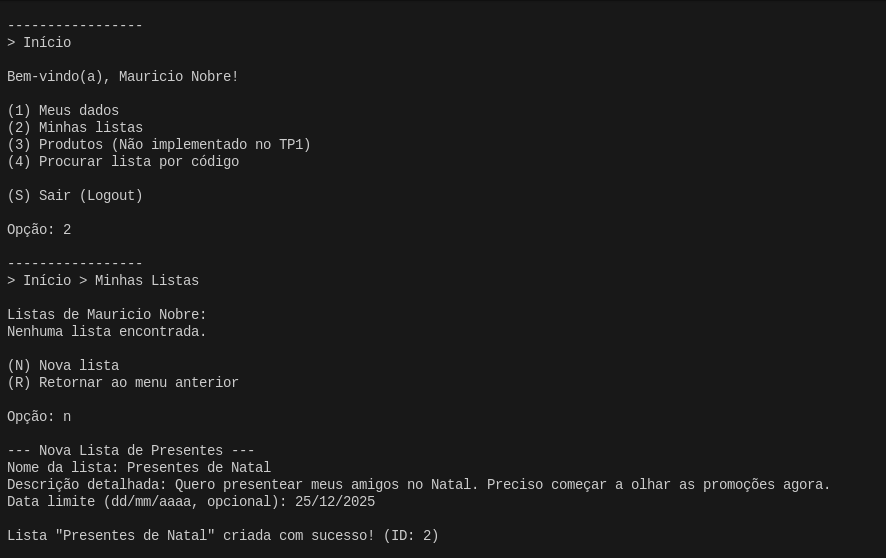 -----------------
> Início
Bem-vindo(a), Mauricio Nobre!
(1) Meus dados
(2) Minhas listas
(3) Produtos (Não implementado no TP1)
(4) Procurar lista por código
(S) Sair (Logout)
Opção: 2
-----------------
> Início > Minhas Listas
Listas de Mauricio Nobre:
Nenhuma lista encontrada.
(N) Nova lista
(R) Retornar ao menu anterior
Opção: n
--- Nova Lista de Presentes ---
Nome da lista: Presentes de Natal
Descrição detalhada: Quero presentear meus amigos no Natal. Preciso começar a olhar as promoções agora.
Data limite (dd/mm/aaaa, opcional): 25/12/2025
Lista "Presentes de Natal" criada com sucesso! (ID: 2)